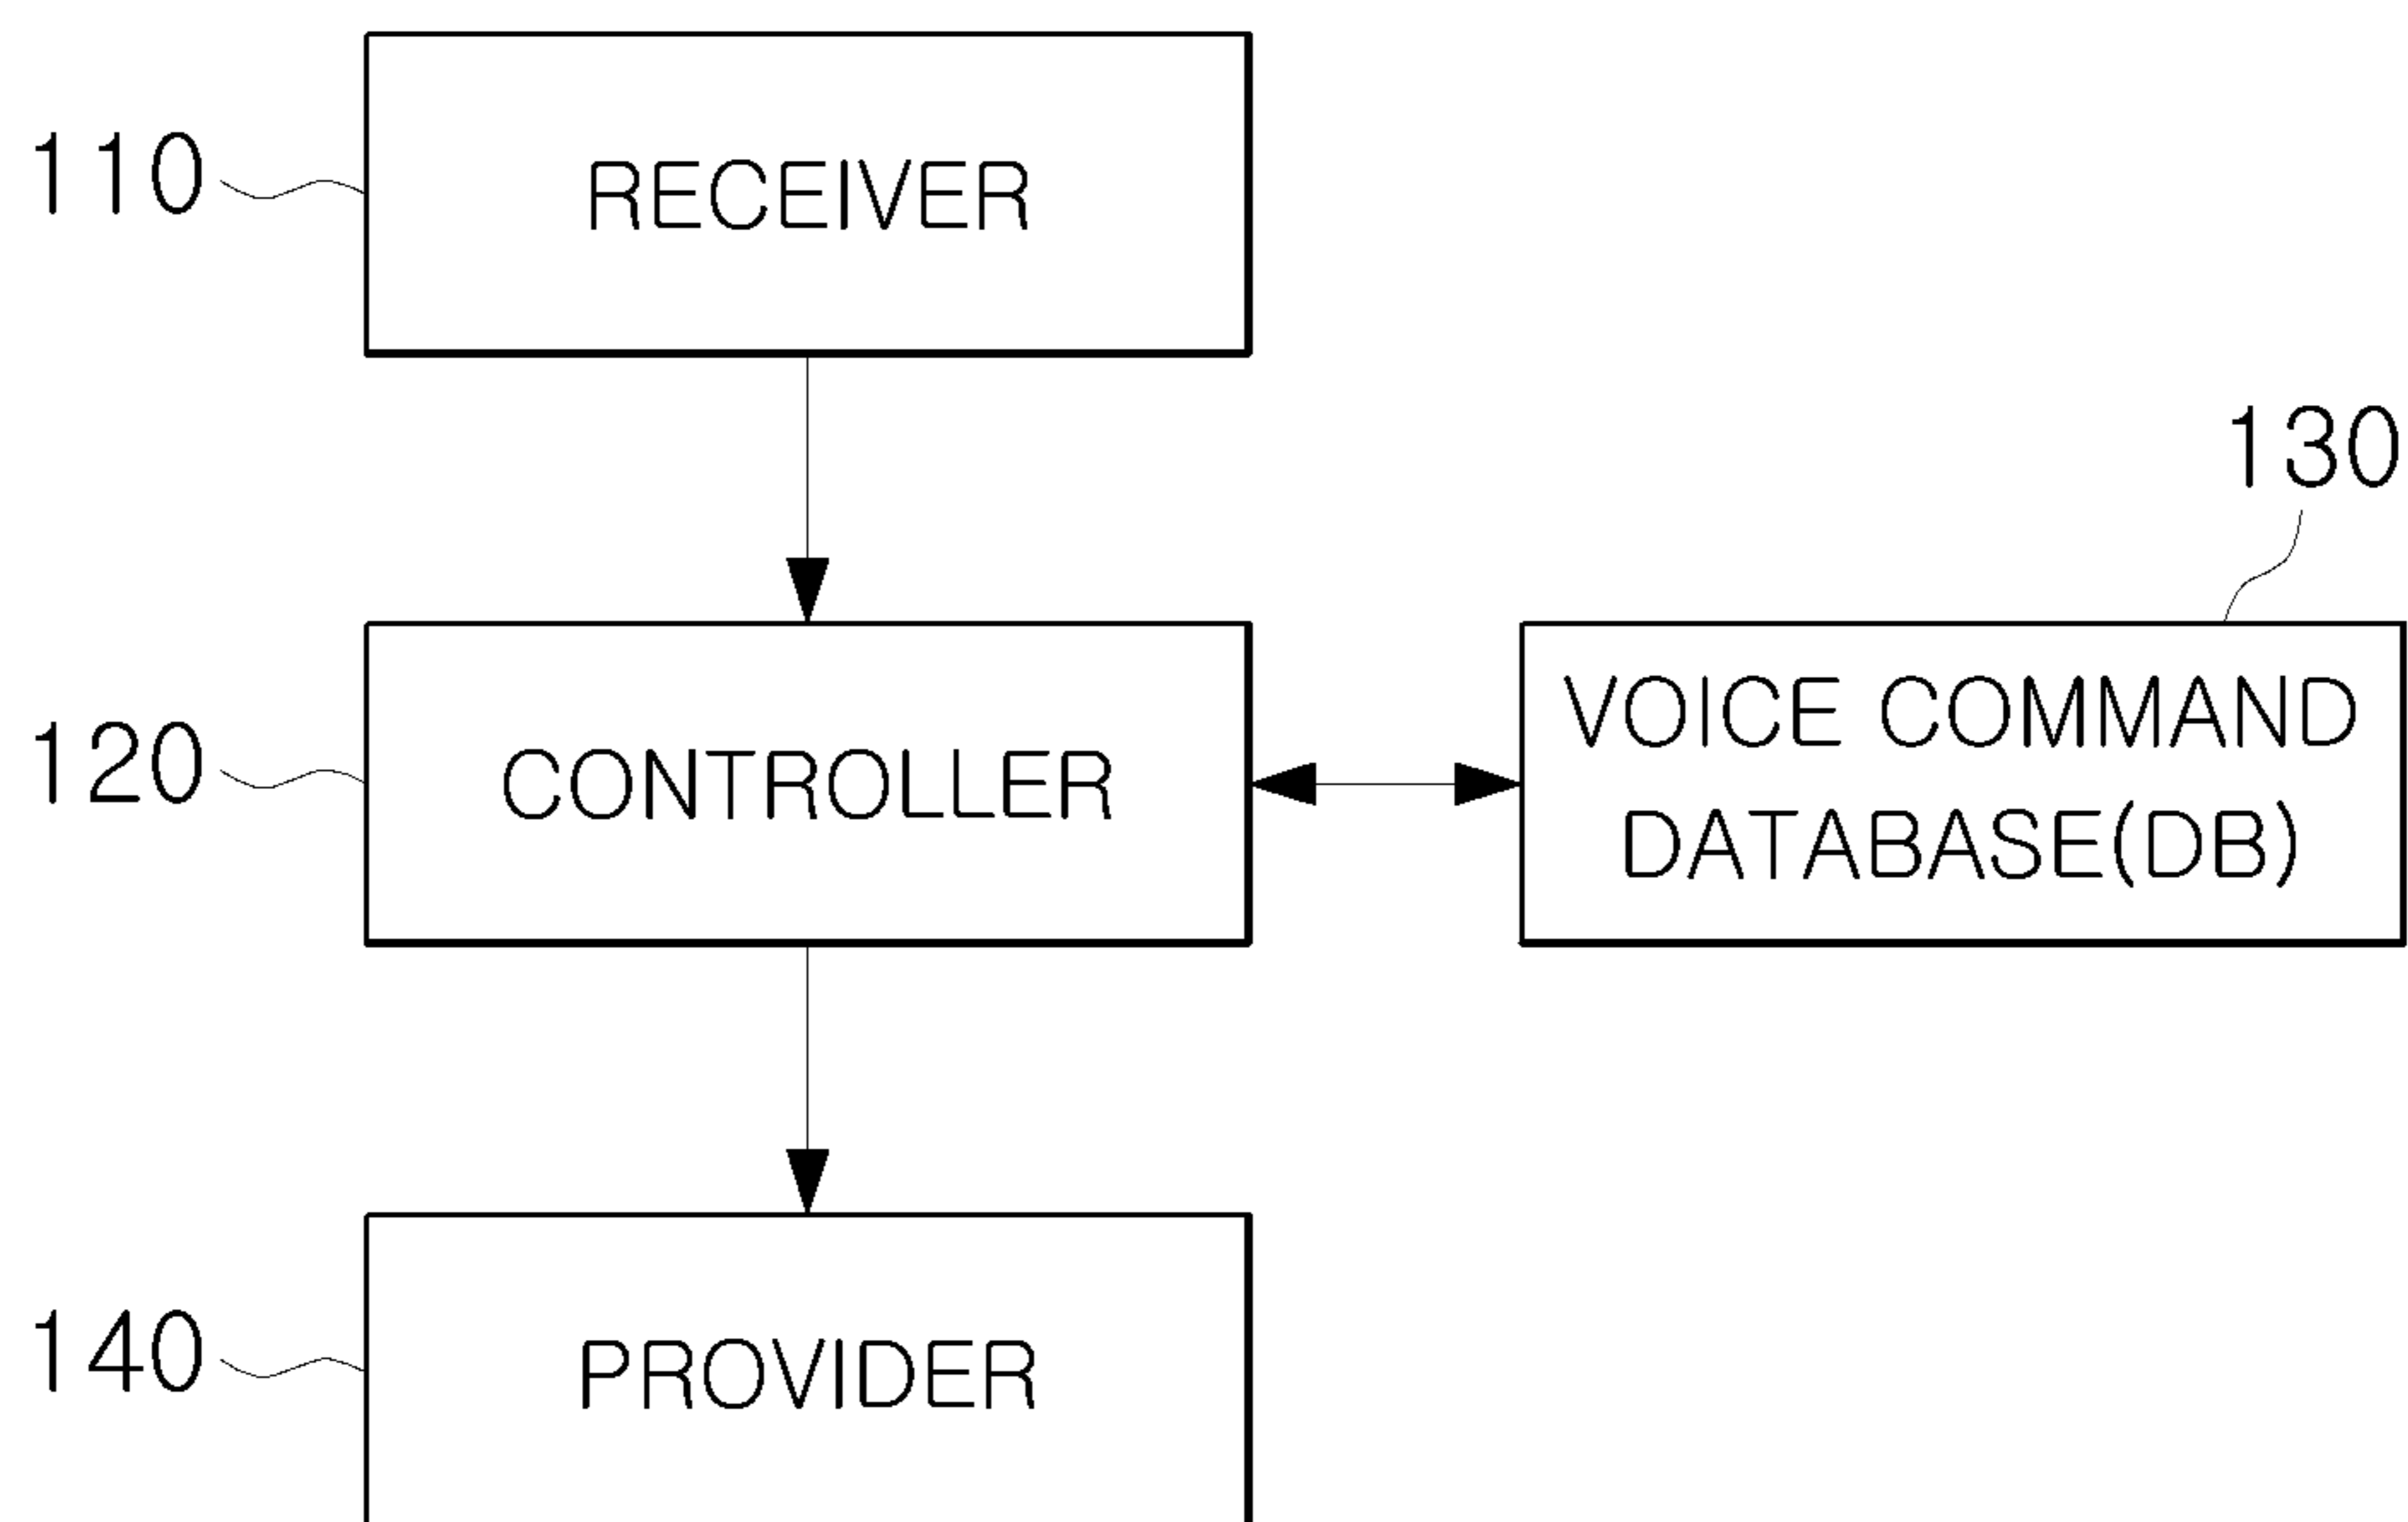 110
RECEIVER
130
120
CONTROLLER
VOICE COMMAND
DATABASE(DB)
140
PROVIDER